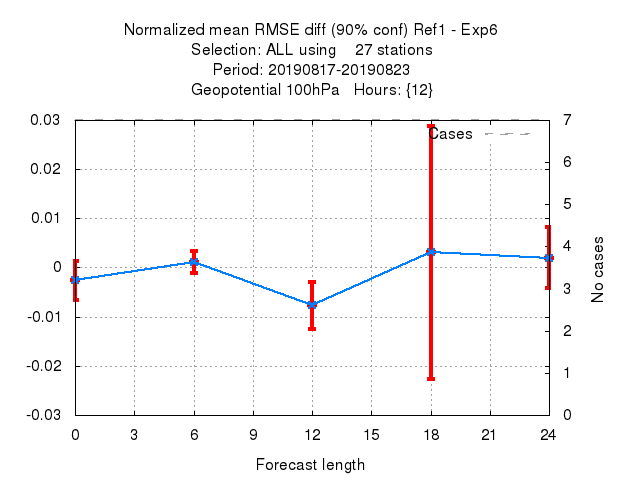 Normalized mean RMSE diff (90% conf) Ref1 - Exp6
Selection: ALL using    27 stations
Period: 20190817-20190823
Geopotential 100hPa   Hours: {12}
Cases
0.03
0.02
0.01
0
-0.01
-0.02
-0.03
7
6
5
4
3
2
1
0
No cases
0 3 6 9 12 15 18 21 24
Forecast length